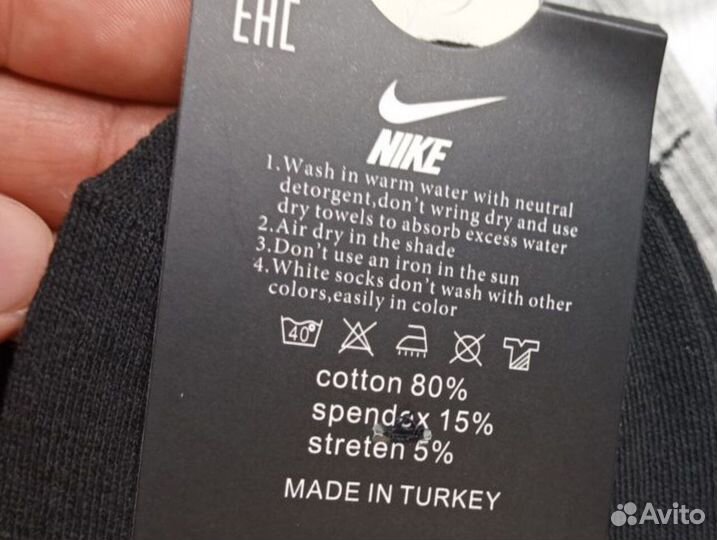 EAC
NIKE
1.Wash in warm water with neutral
detorgent,don't wring dry and use
dry towels to absorb excess water
2.Air dry in the shade
3.Don't use an iron in the sun
4.White socks don't wash with other
colors,easily in color
40°
cotton 80%
spendex 15%
streten 5%
MADE IN TURKEY
Avito